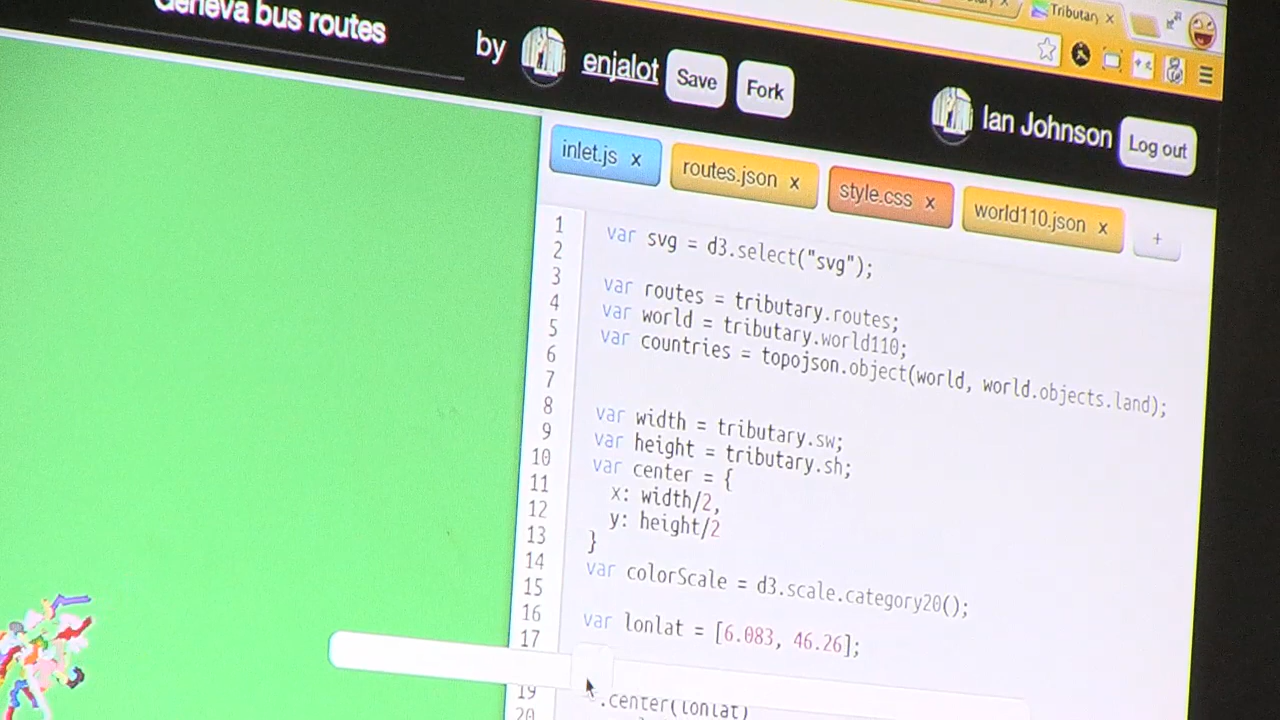 Tributary x
Geneva bus routes
by enjalot Save Fork
Ian Johnson Log out
inlet.js x routes.json x style.css x world110.json x +
1 var svg = d3.select("svg");
2
3 var routes = tributary.routes;
4 var world = tributary.world110;
5 var countries = topojson.object(world, world.objects.land);
6
7
8 var width = tributary.sw;
9 var height = tributary.sh;
10 var center = {
11 x: width/2,
12 y: height/2
13 }
14 var colorScale = d3.scale.category20();
15
16 var lonlat = [6.083, 46.26];
17
19 .center(lonlat)
20